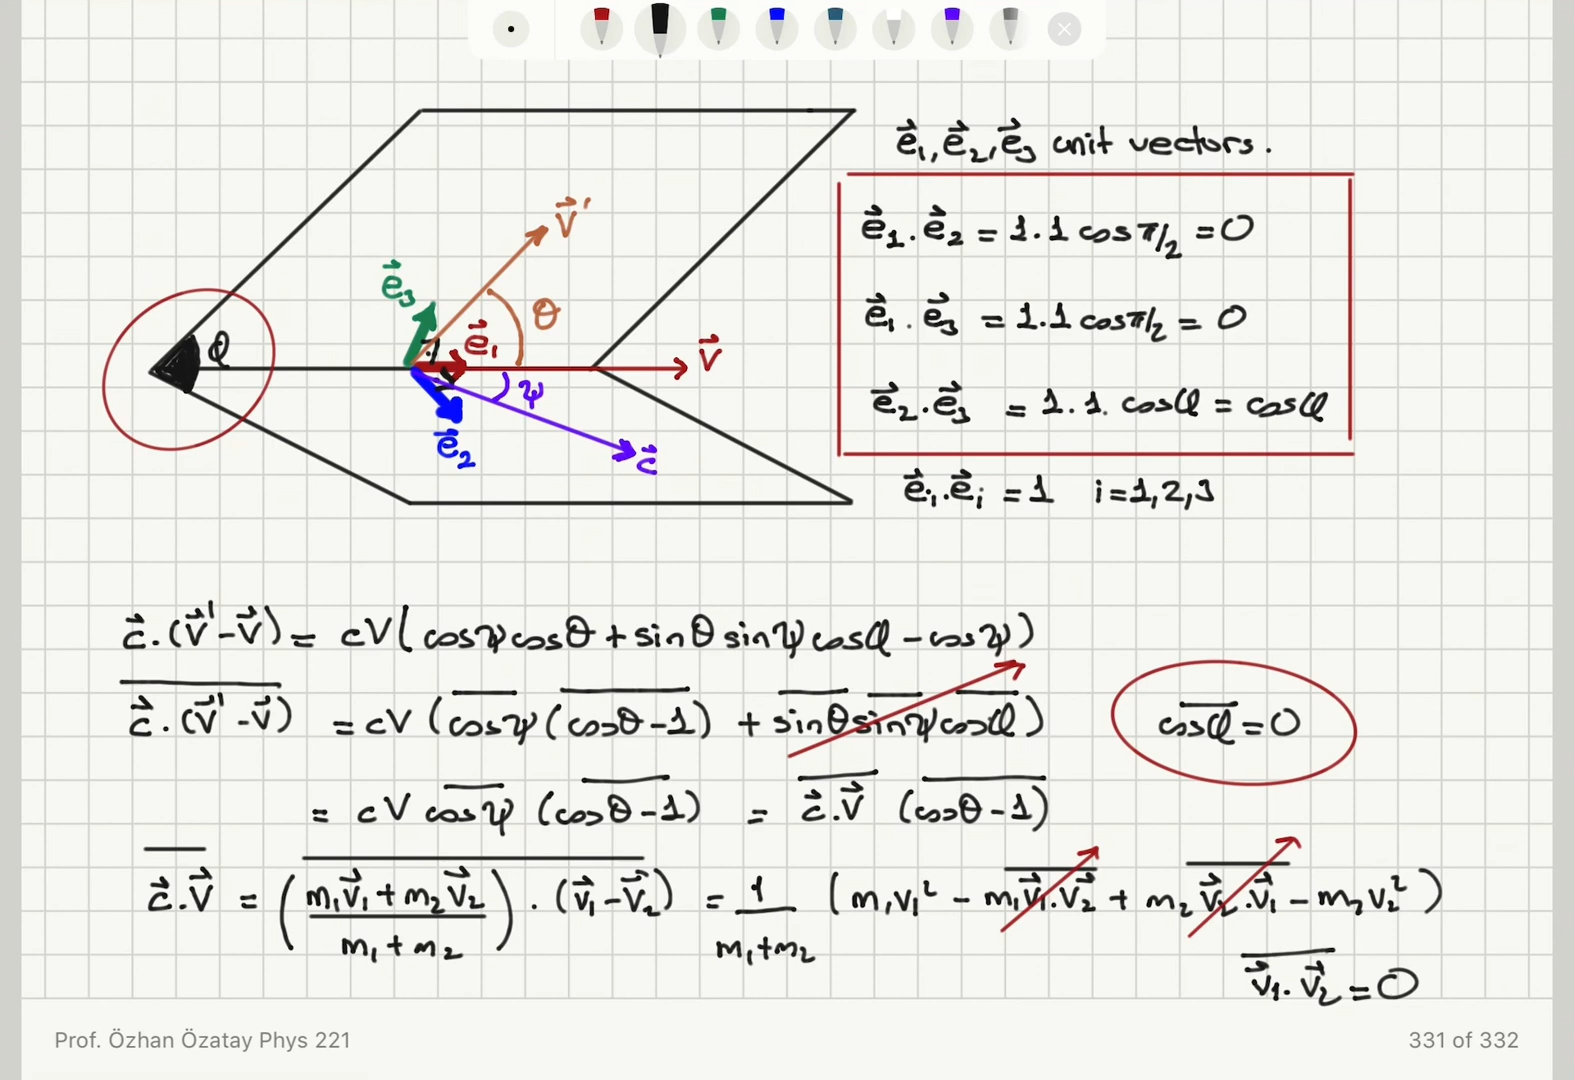 e⃗₁, e⃗₂, e⃗₃ unit vectors.
e⃗₁ . e⃗₂ = 1.1 cos π/2 = 0
e⃗₁ . e⃗₃ = 1.1 cos π/2 = 0
e⃗₂ . e⃗₃ = 1.1. cosφ = cosφ
e⃗ᵢ . e⃗ᵢ = 1 i=1,2,3
v⃗'
e⃗₃
θ
φ
e⃗₁
v⃗
ψ
e⃗₂
c⃗
c⃗ . (v⃗' - v⃗) = cV( cosψ cosθ + sinθ sinψ cosφ - cosψ )
c⃗ . (v⃗' - v⃗) = cV ( cosψ (cosθ - 1) + sinθ sinψ cosφ ) cosφ = 0
= cV cosψ (cosθ - 1) = c⃗ . V⃗ (cosθ - 1)
c⃗ . V⃗ = ( m₁v⃗₁ + m₂v⃗₂ / m₁ + m₂ ) . (v⃗₁ - v⃗₂) = 1 / m₁+m₂ ( m₁v₁² - m₁v⃗₁ . v⃗₂ + m₂ v⃗₂ . v⃗₁ - m₂v₂² )
v⃗₁ . v⃗₂ = 0
Prof. Özhan Özatay Phys 221
331 of 332